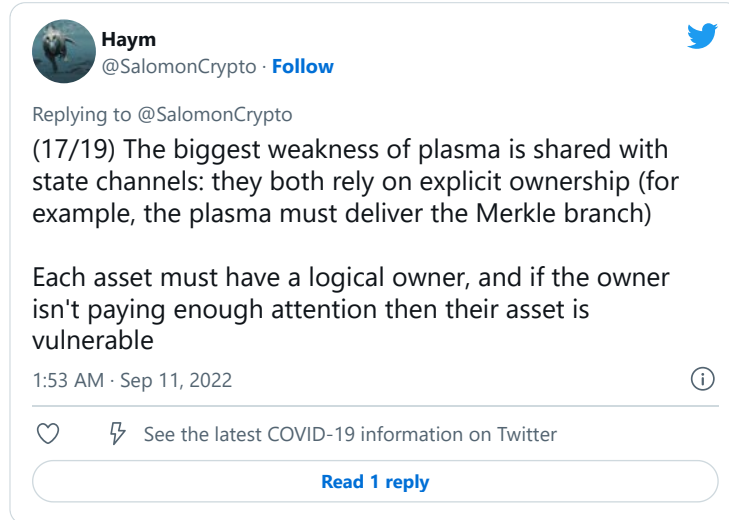 Haym
@SalomonCrypto · Follow
Replying to @SalomonCrypto
(17/19) The biggest weakness of plasma is shared with
state channels: they both rely on explicit ownership (for
example, the plasma must deliver the Merkle branch)
Each asset must have a logical owner, and if the owner
isn't paying enough attention then their asset is
vulnerable
1:53 AM · Sep 11, 2022
See the latest COVID-19 information on Twitter
Read 1 reply